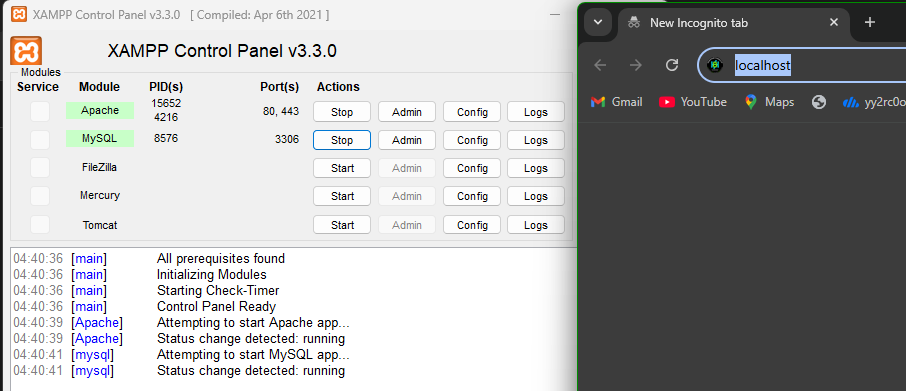 XAMPP Control Panel v3.3.0 [ Compiled: Apr 6th 2021 ]
XAMPP Control Panel v3.3.0
Modules
Service Module PID(s) Port(s) Actions
Apache 15652 4216 80, 443 Stop Admin Config Logs
MySQL 8576 3306 Stop Admin Config Logs
FileZilla Start Admin Config Logs
Mercury Start Admin Config Logs
Tomcat Start Admin Config Logs
04:40:36 [main] All prerequisites found
04:40:36 [main] Initializing Modules
04:40:36 [main] Starting Check-Timer
04:40:36 [main] Control Panel Ready
04:40:39 [Apache] Attempting to start Apache app...
04:40:39 [Apache] Status change detected: running
04:40:41 [mysql] Attempting to start MySQL app...
04:40:41 [mysql] Status change detected: running
New Incognito tab
localhost
Gmail YouTube Maps yy2rc0o